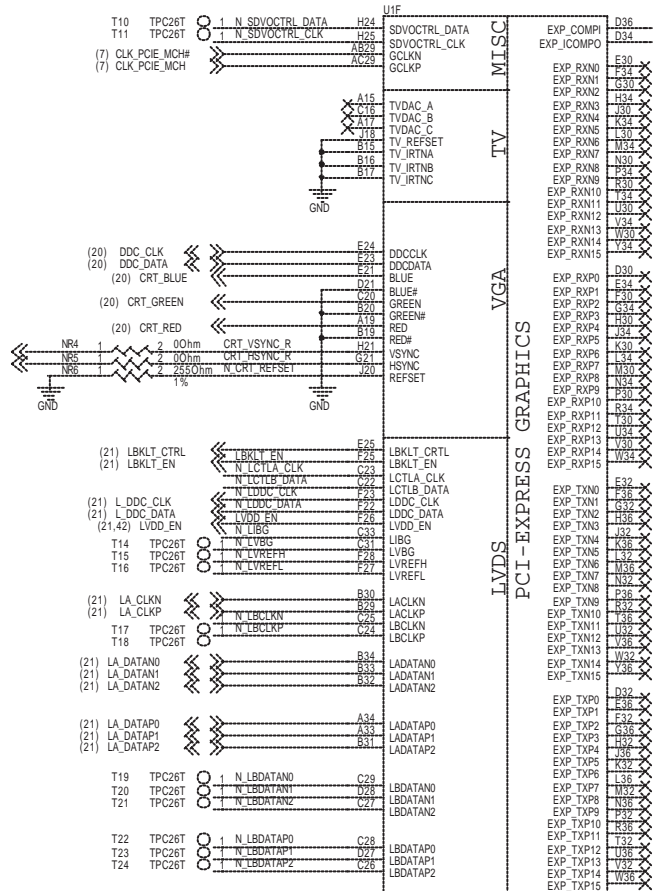 U1F
T10 TPC26T 1 N_SDVOCTRL_DATA H24 SDVOCTRL_DATA
T11 TPC26T 1 N_SDVOCTRL_CLK H25 SDVOCTRL_CLK
(7) CLK_PCIE_MCH# AB29 GCLKN
(7) CLK_PCIE_MCH AC29 GCLKP
MISC
A15 TVDAC_A
C16 TVDAC_B
A17 TVDAC_C
J18 TV_REFSET
B15 TV_IRTNA
B16 TV_IRTNB
B17 TV_IRTNC
GND
TV
(20) DDC_CLK E24 DDCCLK
(20) DDC_DATA E23 DDCDATA
(20) CRT_BLUE E21 BLUE
D21 BLUE#
(20) CRT_GREEN C20 GREEN
B20 GREEN#
(20) CRT_RED A19 RED
B19 RED#
NR4 1 2 0Ohm CRT_VSYNC_R H21 VSYNC
NR5 1 2 0Ohm CRT_HSYNC_R G21 HSYNC
NR6 1 2 255Ohm N_CRT_REFSET J20 REFSET
1%
GND
GND
VGA
(21) LBKLT_CTRL E25 LBKLT_CRTL
(21) LBKLT_EN LBKLT_EN F25 LBKLT_EN
N_LCTLA_CLK C23 LCTLA_CLK
N_LCTLB_DATA C22 LCTLB_DATA
(21) L_DDC_CLK N_LDDC_CLK F23 LDDC_CLK
(21) L_DDC_DATA N_LDDC_DATA F22 LDDC_DATA
(21,42) LVDD_EN LVDD_EN F26 LVDD_EN
N_LIBG C33 LIBG
T14 TPC26T 1 N_LVBG C31 LVBG
T15 TPC26T 1 N_LVREFH F28 LVREFH
T16 TPC26T 1 N_LVREFL F27 LVREFL
(21) LA_CLKN B30 LACLKN
(21) LA_CLKP B29 LACLKP
T17 TPC26T 1 N_LBCLKN C25 LBCLKN
T18 TPC26T 1 N_LBCLKP C24 LBCLKP
(21) LA_DATAN0 B34 LADATAN0
(21) LA_DATAN1 B33 LADATAN1
(21) LA_DATAN2 B32 LADATAN2
(21) LA_DATAP0 A34 LADATAP0
(21) LA_DATAP1 A33 LADATAP1
(21) LA_DATAP2 B31 LADATAP2
T19 TPC26T 1 N_LBDATAN0 C29 LBDATAN0
T20 TPC26T 1 N_LBDATAN1 D28 LBDATAN1
T21 TPC26T 1 N_LBDATAN2 C27 LBDATAN2
T22 TPC26T 1 N_LBDATAP0 C28 LBDATAP0
T23 TPC26T 1 N_LBDATAP1 D27 LBDATAP1
T24 TPC26T 1 N_LBDATAP2 C26 LBDATAP2
LVDS
PCI-EXPRESS GRAPHICS
EXP_COMPI D36
EXP_ICOMPO D34
EXP_RXN0 E30
EXP_RXN1 F34
EXP_RXN2 G30
EXP_RXN3 H34
EXP_RXN4 J30
EXP_RXN5 K34
EXP_RXN6 L30
EXP_RXN7 M34
EXP_RXN8 N30
EXP_RXN9 P34
EXP_RXN10 R30
EXP_RXN11 T34
EXP_RXN12 U30
EXP_RXN13 V34
EXP_RXN14 W30
EXP_RXN15 Y34
EXP_RXP0 D30
EXP_RXP1 E34
EXP_RXP2 F30
EXP_RXP3 G34
EXP_RXP4 H30
EXP_RXP5 J34
EXP_RXP6 K30
EXP_RXP7 L34
EXP_RXP8 M30
EXP_RXP9 N34
EXP_RXP10 P30
EXP_RXP11 R34
EXP_RXP12 T30
EXP_RXP13 U34
EXP_RXP14 V30
EXP_RXP15 W34
EXP_TXN0 E32
EXP_TXN1 F36
EXP_TXN2 G32
EXP_TXN3 H36
EXP_TXN4 J32
EXP_TXN5 K36
EXP_TXN6 L32
EXP_TXN7 M36
EXP_TXN8 N32
EXP_TXN9 P36
EXP_TXN10 R32
EXP_TXN11 T36
EXP_TXN12 U32
EXP_TXN13 V36
EXP_TXN14 W32
EXP_TXN15 Y36
EXP_TXP0 D32
EXP_TXP1 E36
EXP_TXP2 F32
EXP_TXP3 G36
EXP_TXP4 H32
EXP_TXP5 J36
EXP_TXP6 K32
EXP_TXP7 L36
EXP_TXP8 M32
EXP_TXP9 N36
EXP_TXP10 P32
EXP_TXP11 R36
EXP_TXP12 T32
EXP_TXP13 U36
EXP_TXP14 V32
EXP_TXP15 W36